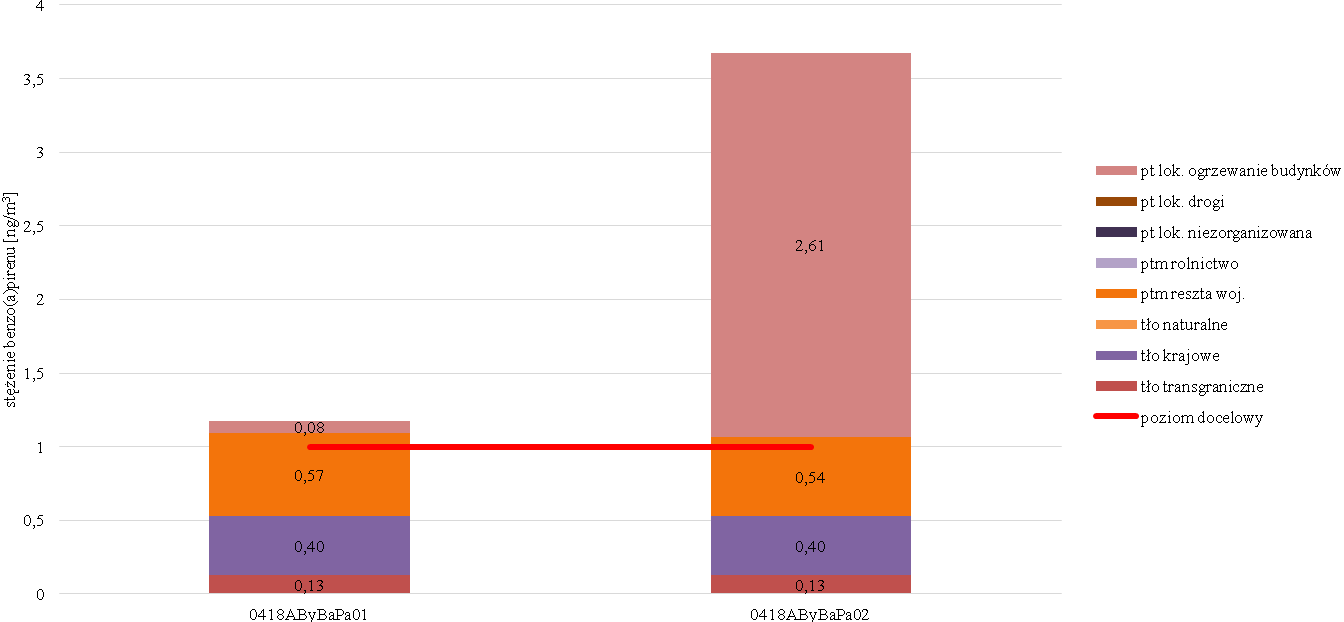 4
3,5
3
2,5
2
1,5
1
0,5
0
stężenie benzo(a)pirenu [ng/m³]
0,08
0,57
0,40
0,13
2,61
0,54
0,40
0,13
0418AByBaPa01
0418AByBaPa02
pt lok. ogrzewanie budynków
pt lok. drogi
pt lok. niezorganizowana
ptm rolnictwo
ptm reszta woj.
tło naturalne
tło krajowe
tło transgraniczne
poziom docelowy